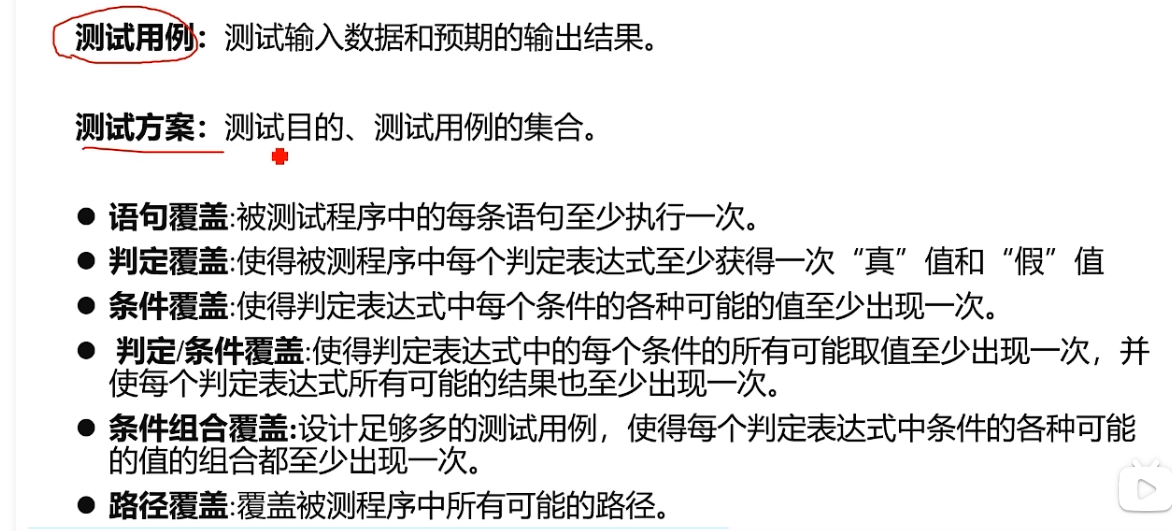 测试用例：测试输入数据和预期的输出结果。
测试方案：测试目的、测试用例的集合。
● 语句覆盖:被测试程序中的每条语句至少执行一次。
● 判定覆盖:使得被测程序中每个判定表达式至少获得一次“真”值和“假”值
● 条件覆盖:使得判定表达式中每个条件的各种可能的值至少出现一次。
● 判定/条件覆盖:使得判定表达式中的每个条件的所有可能取值至少出现一次，并
使每个判定表达式所有可能的结果也至少出现一次。
● 条件组合覆盖:设计足够多的测试用例，使得每个判定表达式中条件的各种可能
的值的组合都至少出现一次。
● 路径覆盖:覆盖被测程序中所有可能的路径。